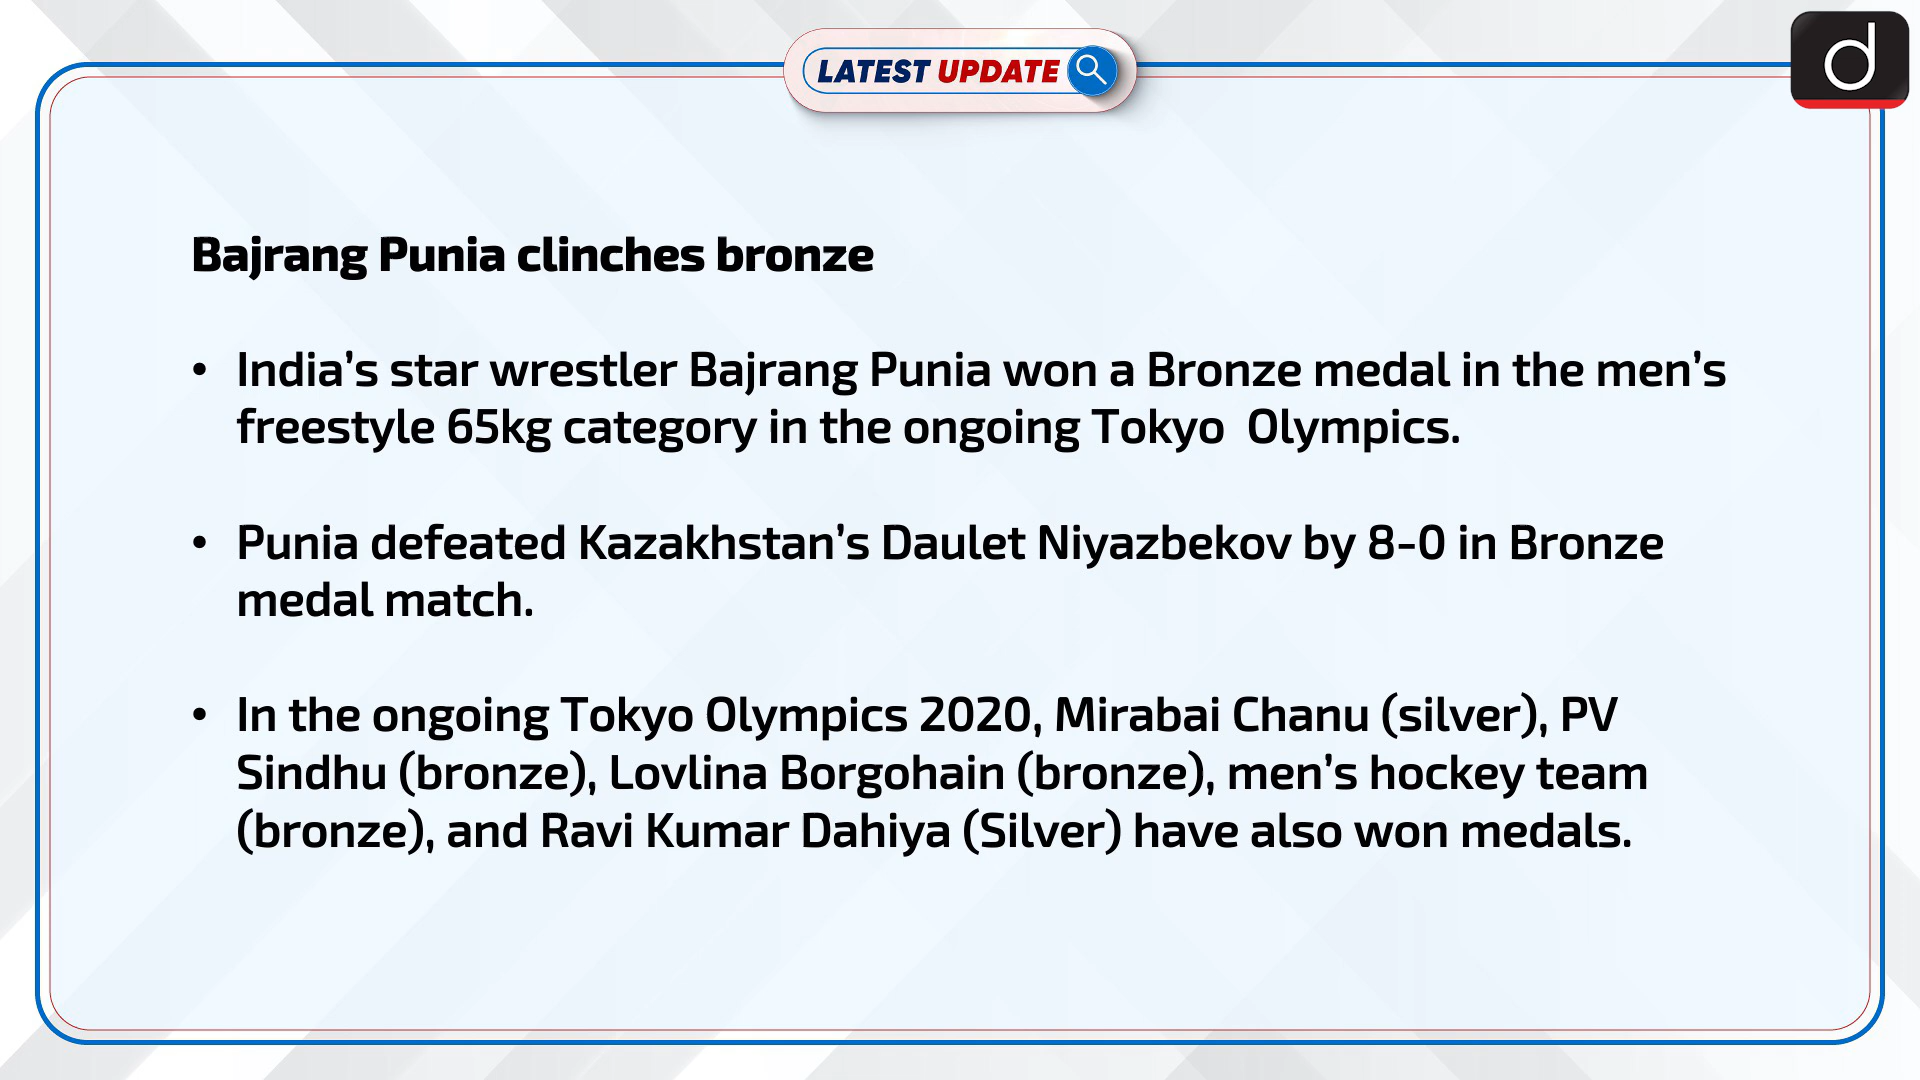 LATEST UPDATE
d
Bajrang Punia clinches bronze
• India’s star wrestler Bajrang Punia won a Bronze medal in the men’s
freestyle 65kg category in the ongoing Tokyo  Olympics.
• Punia defeated Kazakhstan’s Daulet Niyazbekov by 8-0 in Bronze
medal match.
• In the ongoing Tokyo Olympics 2020, Mirabai Chanu (silver), PV
Sindhu (bronze), Lovlina Borgohain (bronze), men’s hockey team
(bronze), and Ravi Kumar Dahiya (Silver) have also won medals.